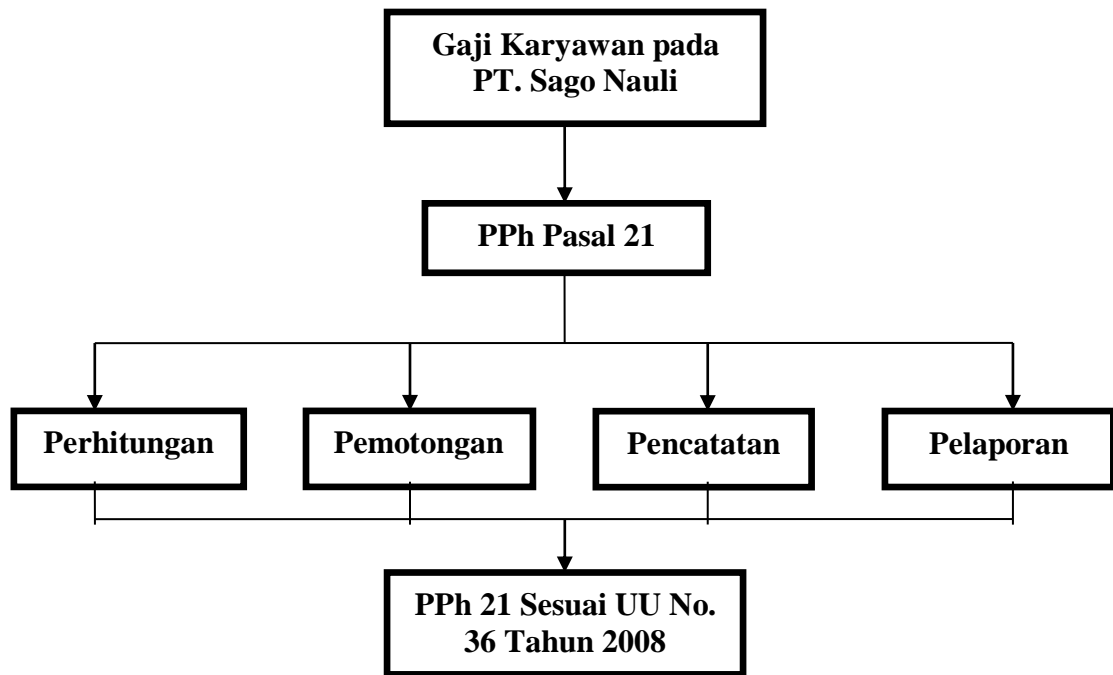 Gaji Karyawan pada
PT. Sago Nauli
PPh Pasal 21
Perhitungan
Pemotongan
Pencatatan
Pelaporan
PPh 21 Sesuai UU No.
36 Tahun 2008